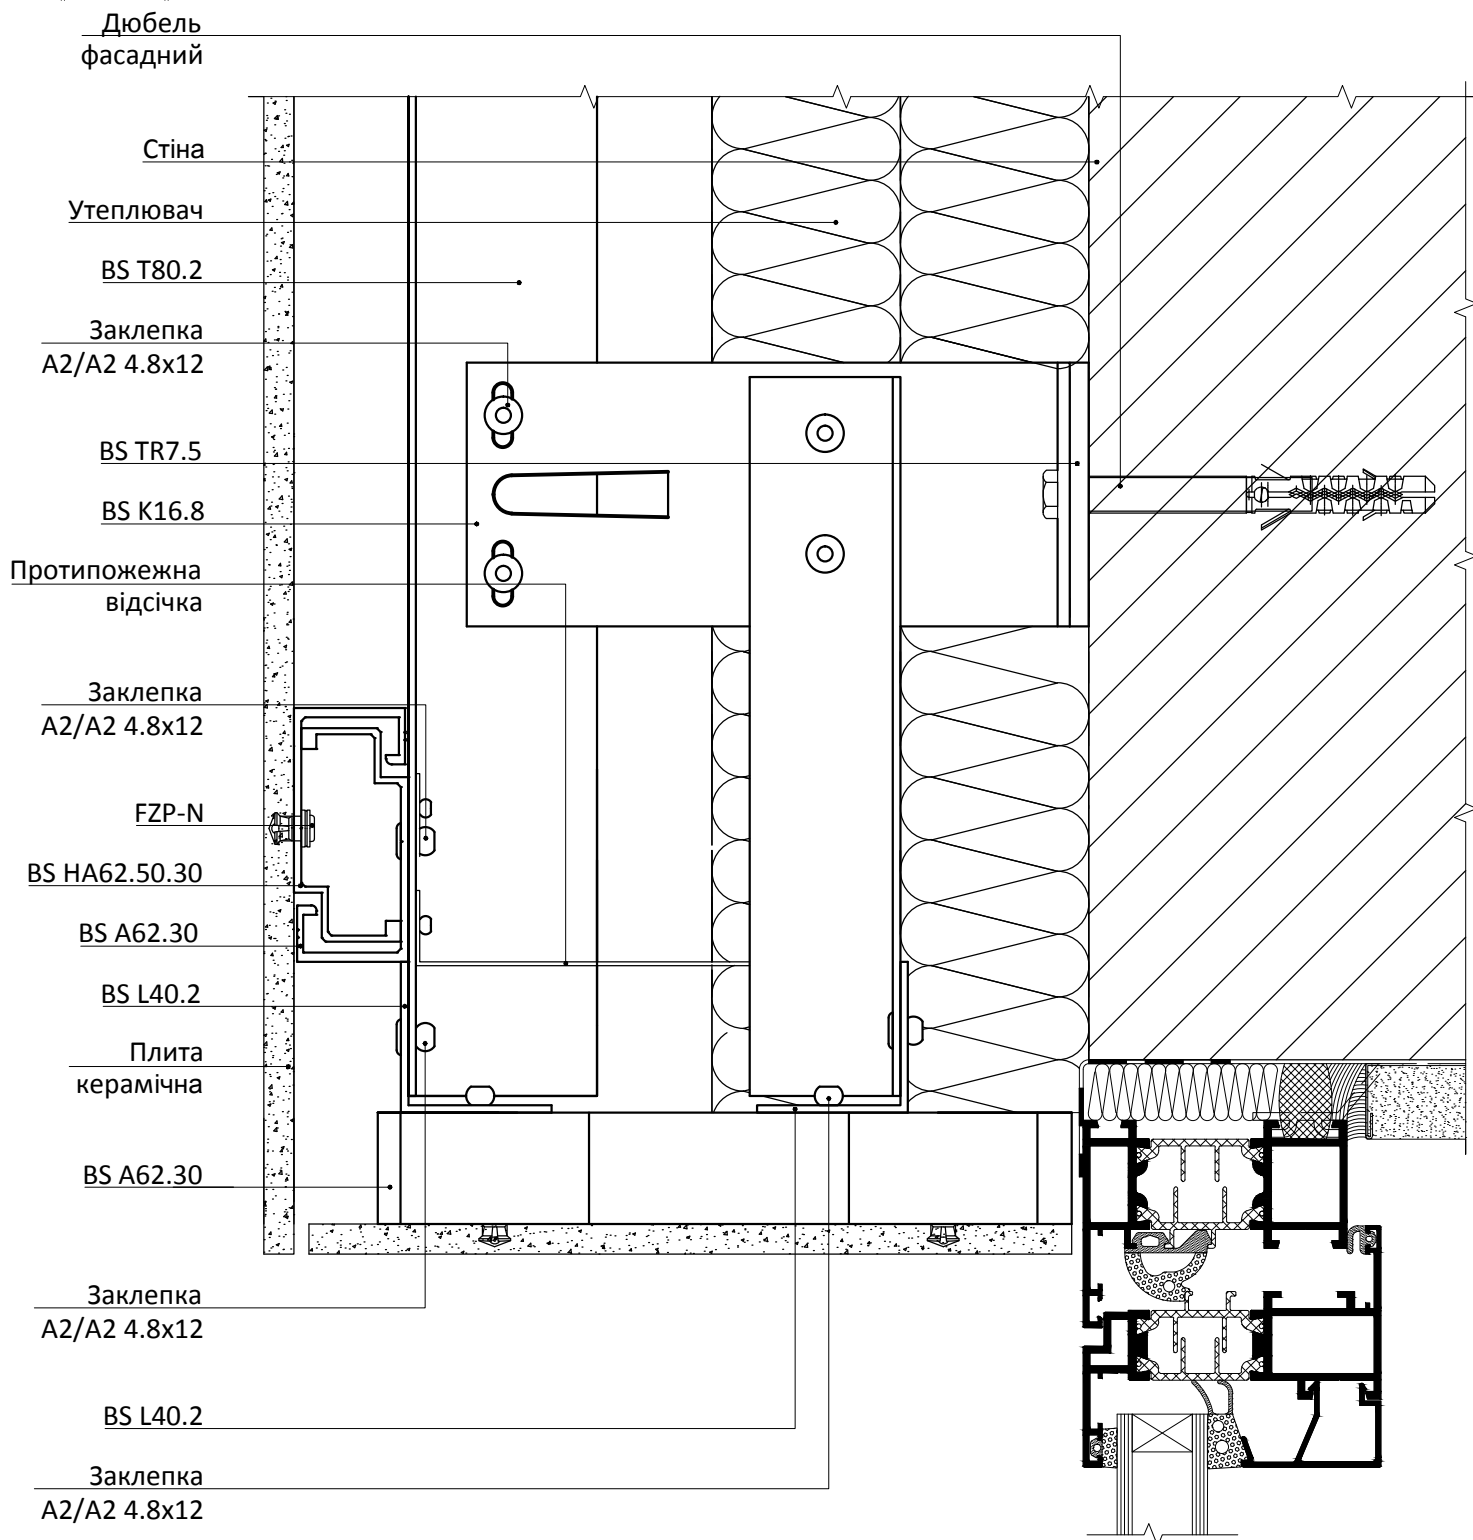 Дюбель
фасадний
Стіна
Утеплювач
BS T80.2
Заклепка
A2/A2 4.8x12
BS TR7.5
BS K16.8
Протипожежна
відсічка
Заклепка
A2/A2 4.8x12
FZP-N
BS HA62.50.30
BS A62.30
BS L40.2
Плита
керамічна
BS A62.30
Заклепка
A2/A2 4.8x12
BS L40.2
Заклепка
A2/A2 4.8x12